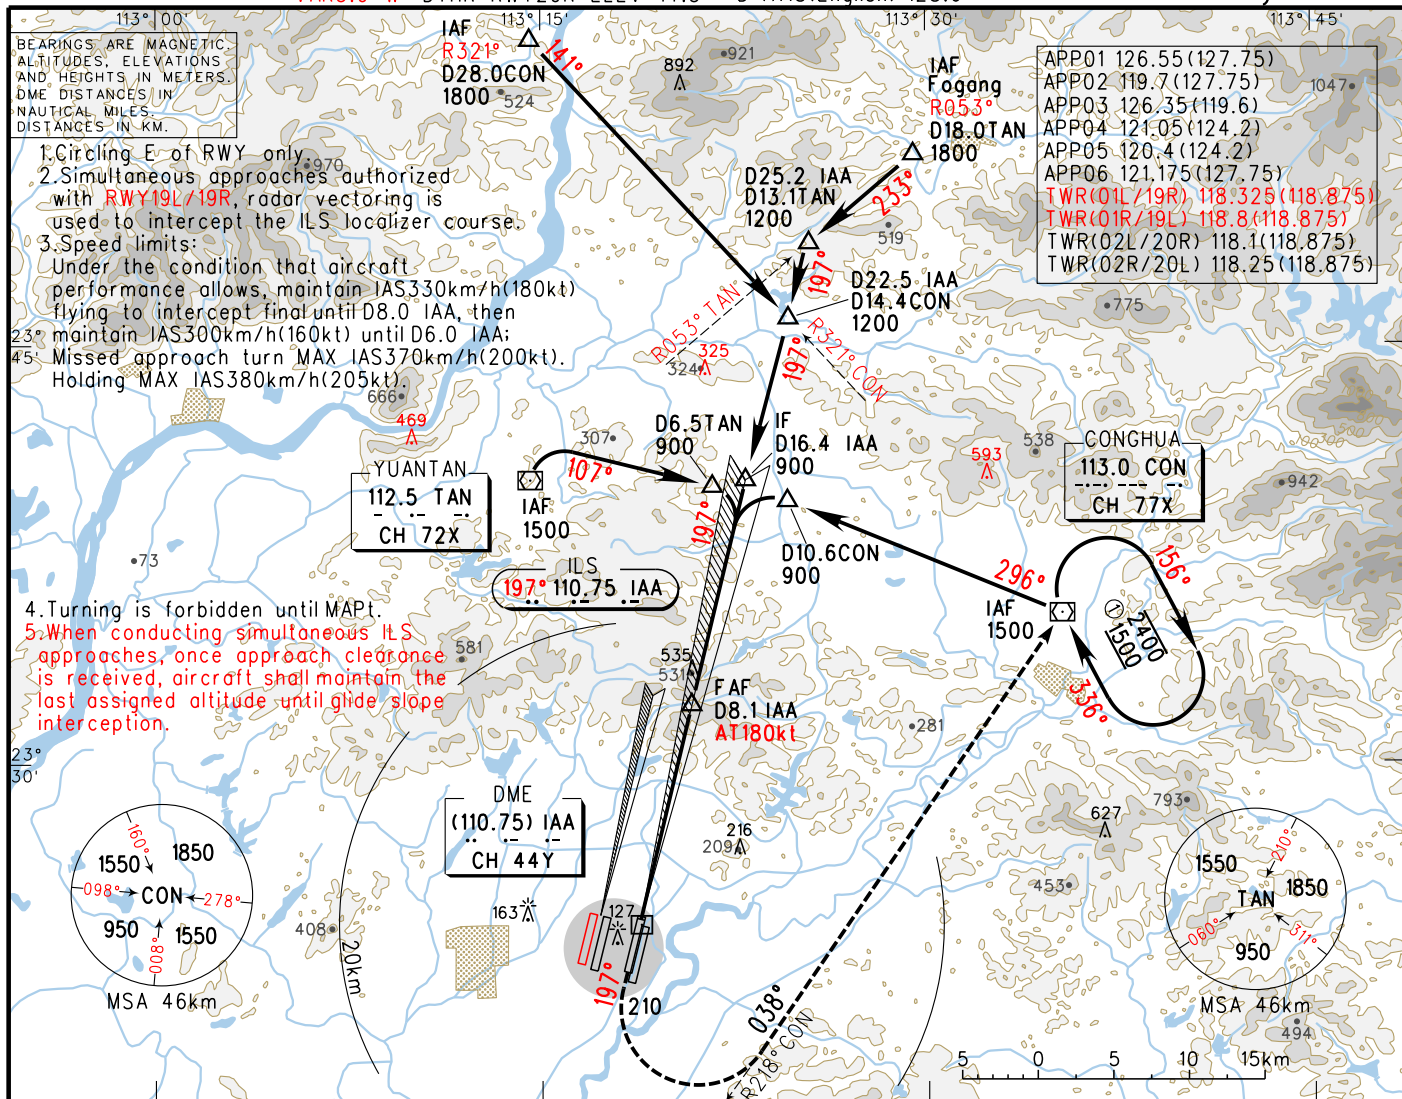 113° 00'
113° 15'
113° 30'
113° 45'
BEARINGS ARE MAGNETIC.
ALTITUDES, ELEVATIONS
AND HEIGHTS IN METERS.
DME DISTANCES IN
NAUTICAL MILES.
DISTANCES IN KM.
IAF
R321°
D28.0CON
1800
141°
524
921
892
IAF
Fogang
R053°
D18.0TAN
1800
APP01 126.55(127.75)
APP02 119.7(127.75)
APP03 126.35(119.6)
APP04 121.05(124.2)
APP05 120.4(124.2)
APP06 121.175(127.75)
TWR(01L/19R) 118.325(118.875)
TWR(01R/19L) 118.8(118.875)
TWR(02L/20R) 118.1(118.875)
TWR(02R/20L) 118.25(118.875)
1047
970
1.Circling E of RWY only.
2.Simultaneous approaches authorized
with RWY19L/19R, radar vectoring is
used to intercept the ILS localizer course.
3.Speed limits:
Under the condition that aircraft
performance allows, maintain IAS330km/h(180kt)
flying to intercept final until D8.0 IAA, then
maintain IAS300km/h(160kt) until D6.0 IAA;
Missed approach turn MAX IAS370km/h(200kt).
Holding MAX IAS380km/h(205kt).
23°
45'
D25.2 IAA
D13.1TAN
1200
233°
519
197°
D22.5 IAA
D14.4CON
1200
775
R053° TAN
R321° CON
197°
325
324
666
469
307
D6.5TAN
900
IF
D16.4 IAA
900
593
538
942
YUANTAN
112.5 TAN
CH 72X
IAF
1500
107°
197°
CONGHUA
113.0 CON
CH 77X
73
ILS
197° 110.75 IAA
D10.6CON
900
296°
IAF
1500
156°
① 2400
1500
336°
4.Turning is forbidden until MAPt.
5.When conducting simultaneous ILS
approaches, once approach clearance
is received, aircraft shall maintain the
last assigned altitude until glide slope
interception.
581
535
531
FAF
D8.1 IAA
AT180kt
281
23°
30'
DME
(110.75) IAA
CH 44Y
216
209
793
627
453
160°
1550
1850
098°
CON
278°
950
1550
008°
MSA 46km
408
20km
163
127
197°
210
038°
R218° CON
210°
1550
1850
TAN
060°
311°
950
MSA 46km
494
5 0 5 10 15km